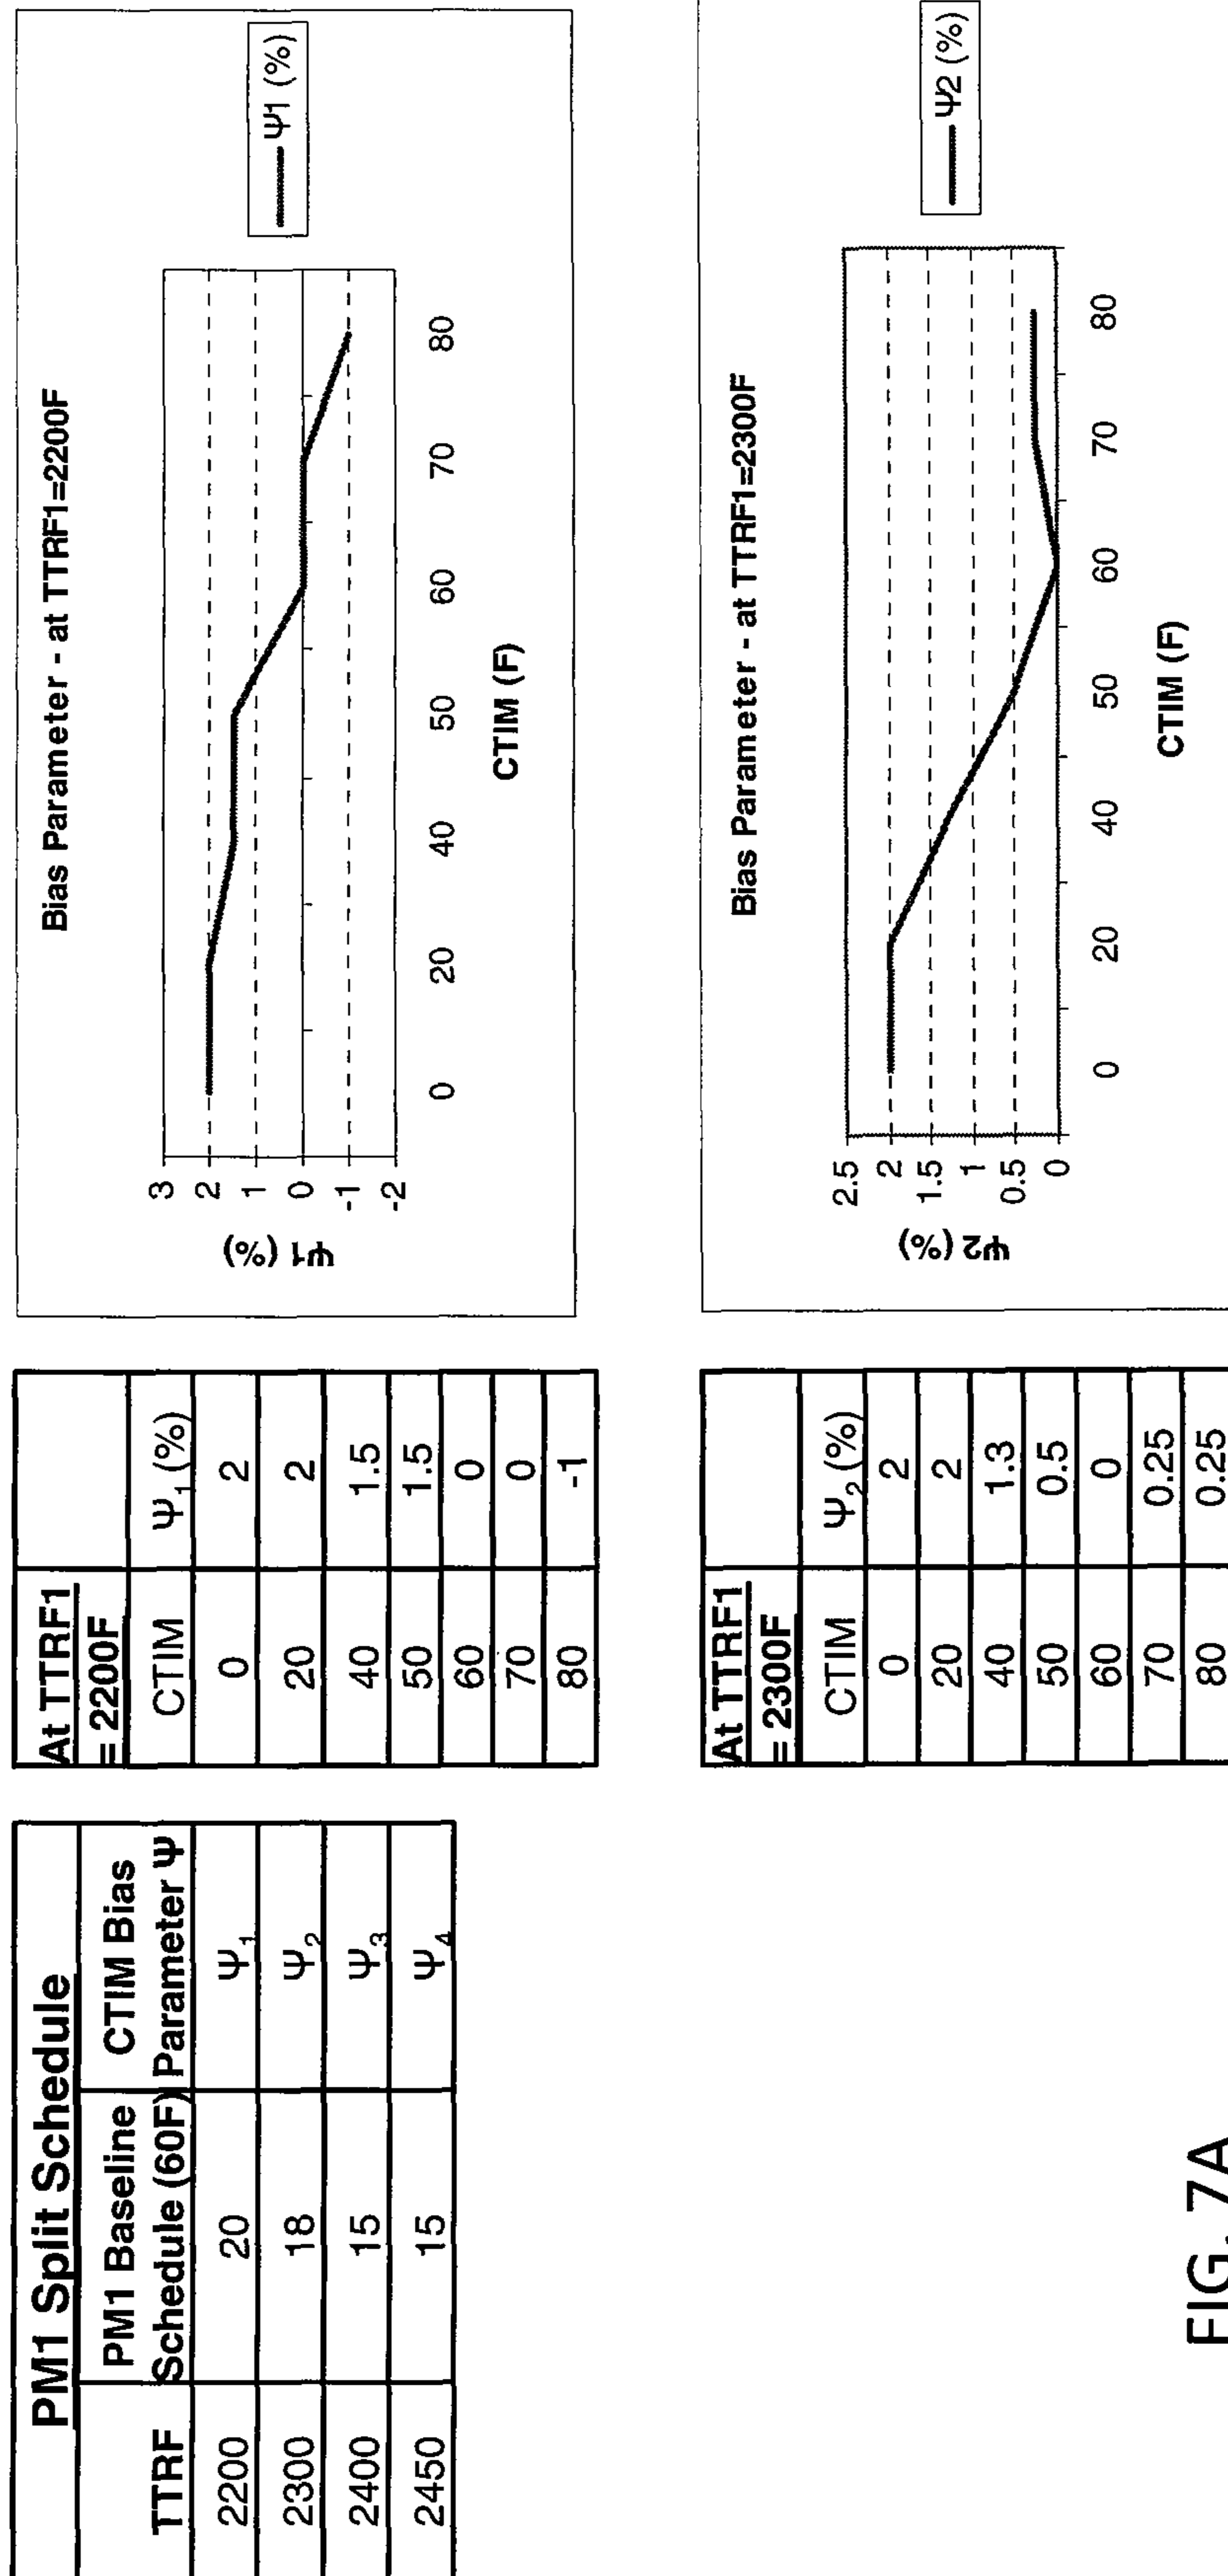 PM1 Split Schedule
TTRF PM1 Baseline Schedule (60F) CTIM Bias Parameter Ψ
2200 20 Ψ1
2300 18 Ψ2
2400 15 Ψ3
2450 15 Ψ4
At TTRF1
= 2200F
CTIM Ψ1 (%)
0 2
20 2
40 1.5
50 1.5
60 0
70 0
80 -1
Bias Parameter - at TTRF1=2200F
Ψ1 (%)
3
2
1
0
-1
-2
0 20 40 50 60 70 80
CTIM (F)
Ψ1 (%)
At TTRF1
= 2300F
CTIM Ψ2 (%)
0 2
20 2
40 1.3
50 0.5
60 0
70 0.25
80 0.25
Bias Parameter - at TTRF1=2300F
Ψ2 (%)
2.5
2
1.5
1
0.5
0
0 20 40 50 60 70 80
CTIM (F)
Ψ2 (%)
FIG. 7A